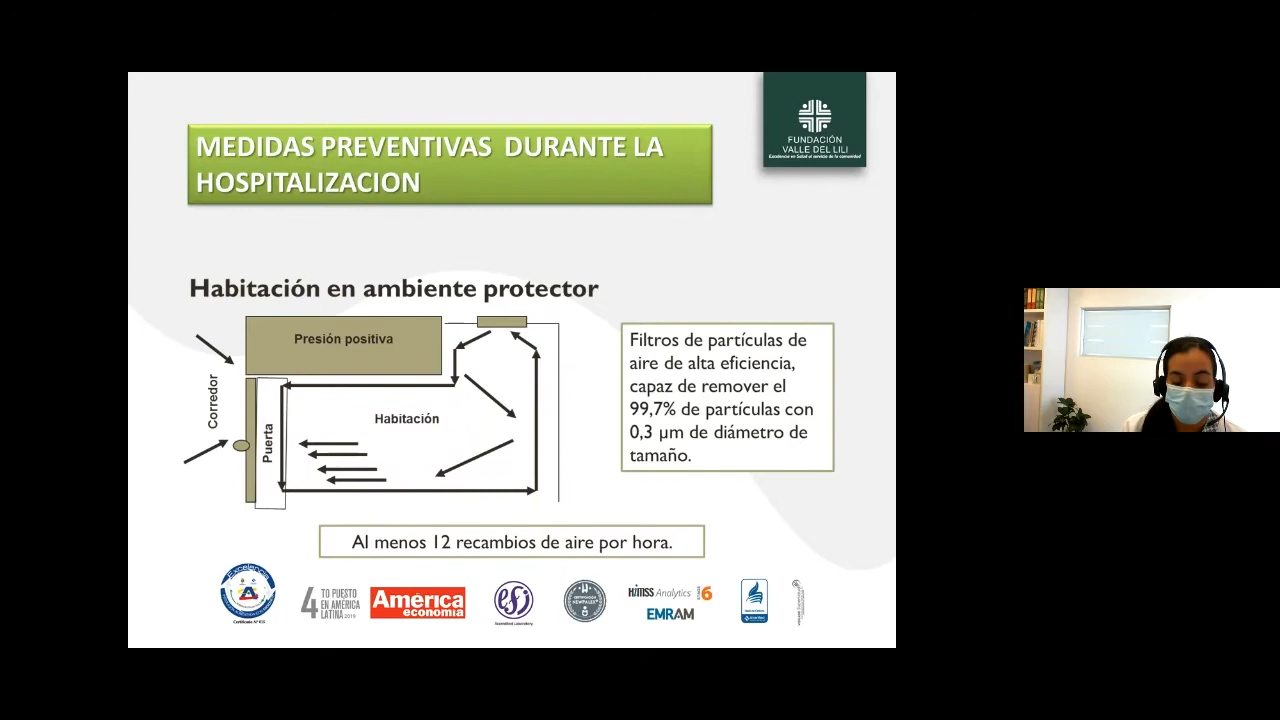 MEDIDAS PREVENTIVAS DURANTE LA
HOSPITALIZACION
FUNDACIÓN
VALLE DEL LILI
Excelencia en Salud al servicio de la comunidad
Habitación en ambiente protector
Presión positiva
Corredor
Puerta
Habitación
Filtros de partículas de
aire de alta eficiencia,
capaz de remover el
99,7% de partículas con
0,3 µm de diámetro de
tamaño.
Al menos 12 recambios de aire por hora.
Excelencia
4
TO PUESTO
EN AMÉRICA
LATINA 2019
América
economía
HIMSS Analytics
STAGE 6
EMRAM